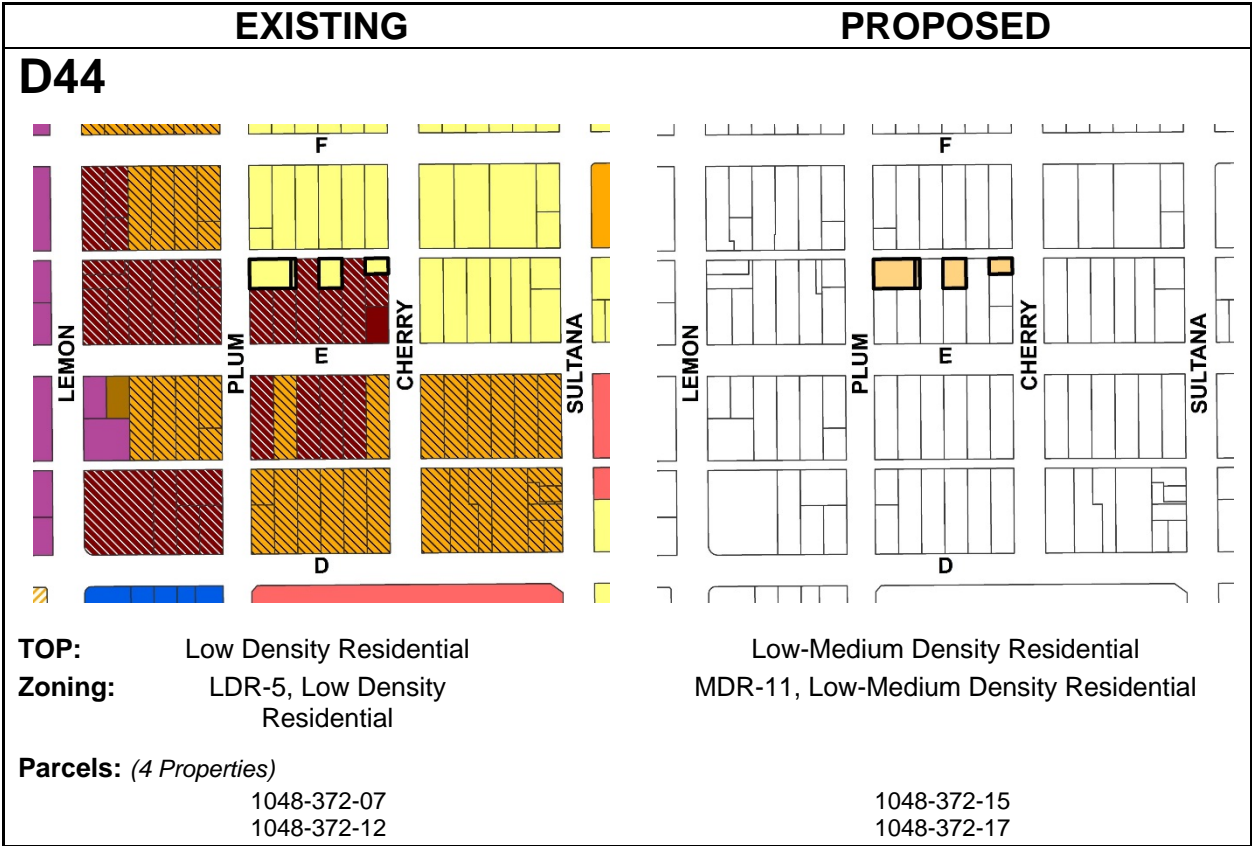 EXISTING PROPOSED
D44
F F
LEMON PLUM CHERRY SULTANA LEMON PLUM CHERRY SULTANA
E E
D D
TOP: Low Density Residential Low-Medium Density Residential
Zoning: LDR-5, Low Density MDR-11, Low-Medium Density Residential
Residential
Parcels: (4 Properties)
1048-372-07 1048-372-15
1048-372-12 1048-372-17